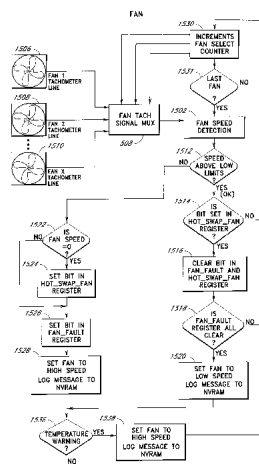 FAN
1530
INCREMENTS
FAN SELECT
COUNTER
1506
FAN 1
TACHOMETER
LINE
1531
LAST
FAN
?
NO
YES
1508
FAN 2
TACHOMETER
LINE
FAN TACH
SIGNAL MUX
508
1502
FAN SPEED
DETECTION
1510
FAN X
TACHOMETER
LINE
1512
SPEED
ABOVE LOW
LIMITS
?
NO
YES
(OK)
1514
IS
BIT SET IN
HOT_SWAP_FAN
REGISTER
?
NO
YES
1522
IS
FAN SPEED
=0
?
NO
YES
1524
SET BIT IN
HOT_SWAP_FAN
REGISTER
1516
CLEAR BIT IN
FAN_FAULT AND
HOT_SWAP_FAN
REGISTER
1526
SET BIT IN
FAN_FAULT
REGISTER
1518
IS
FAN_FAULT
REGISTER ALL
CLEAR
?
YES
1528
SET FAN TO
HIGH SPEED
LOG MESSAGE TO
NVRAM
1520
SET FAN TO
LOW SPEED
LOG MESSAGE TO
NVRAM
1536
TEMPERATURE
WARNING
?
YES
NO
1538
SET FAN TO
HIGH SPEED
LOG MESSAGE TO
NVRAM